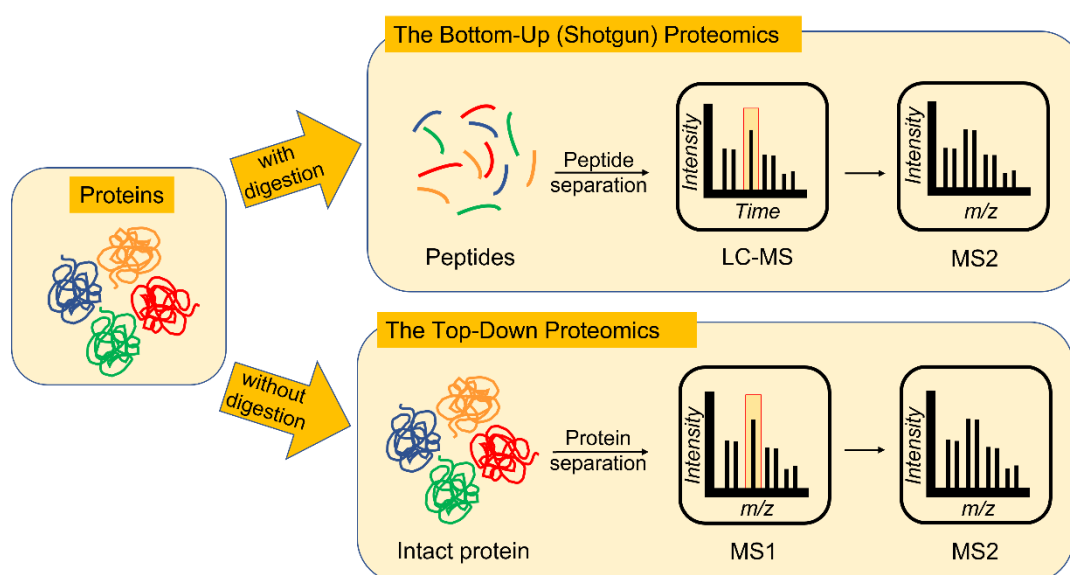 The Bottom-Up (Shotgun) Proteomics
with
digestion
Peptides
Peptide
separation
Intensity
Time
LC-MS
Intensity
m/z
MS2
Proteins
without
digestion
The Top-Down Proteomics
Intact protein
Protein
separation
Intensity
m/z
MS1
Intensity
m/z
MS2